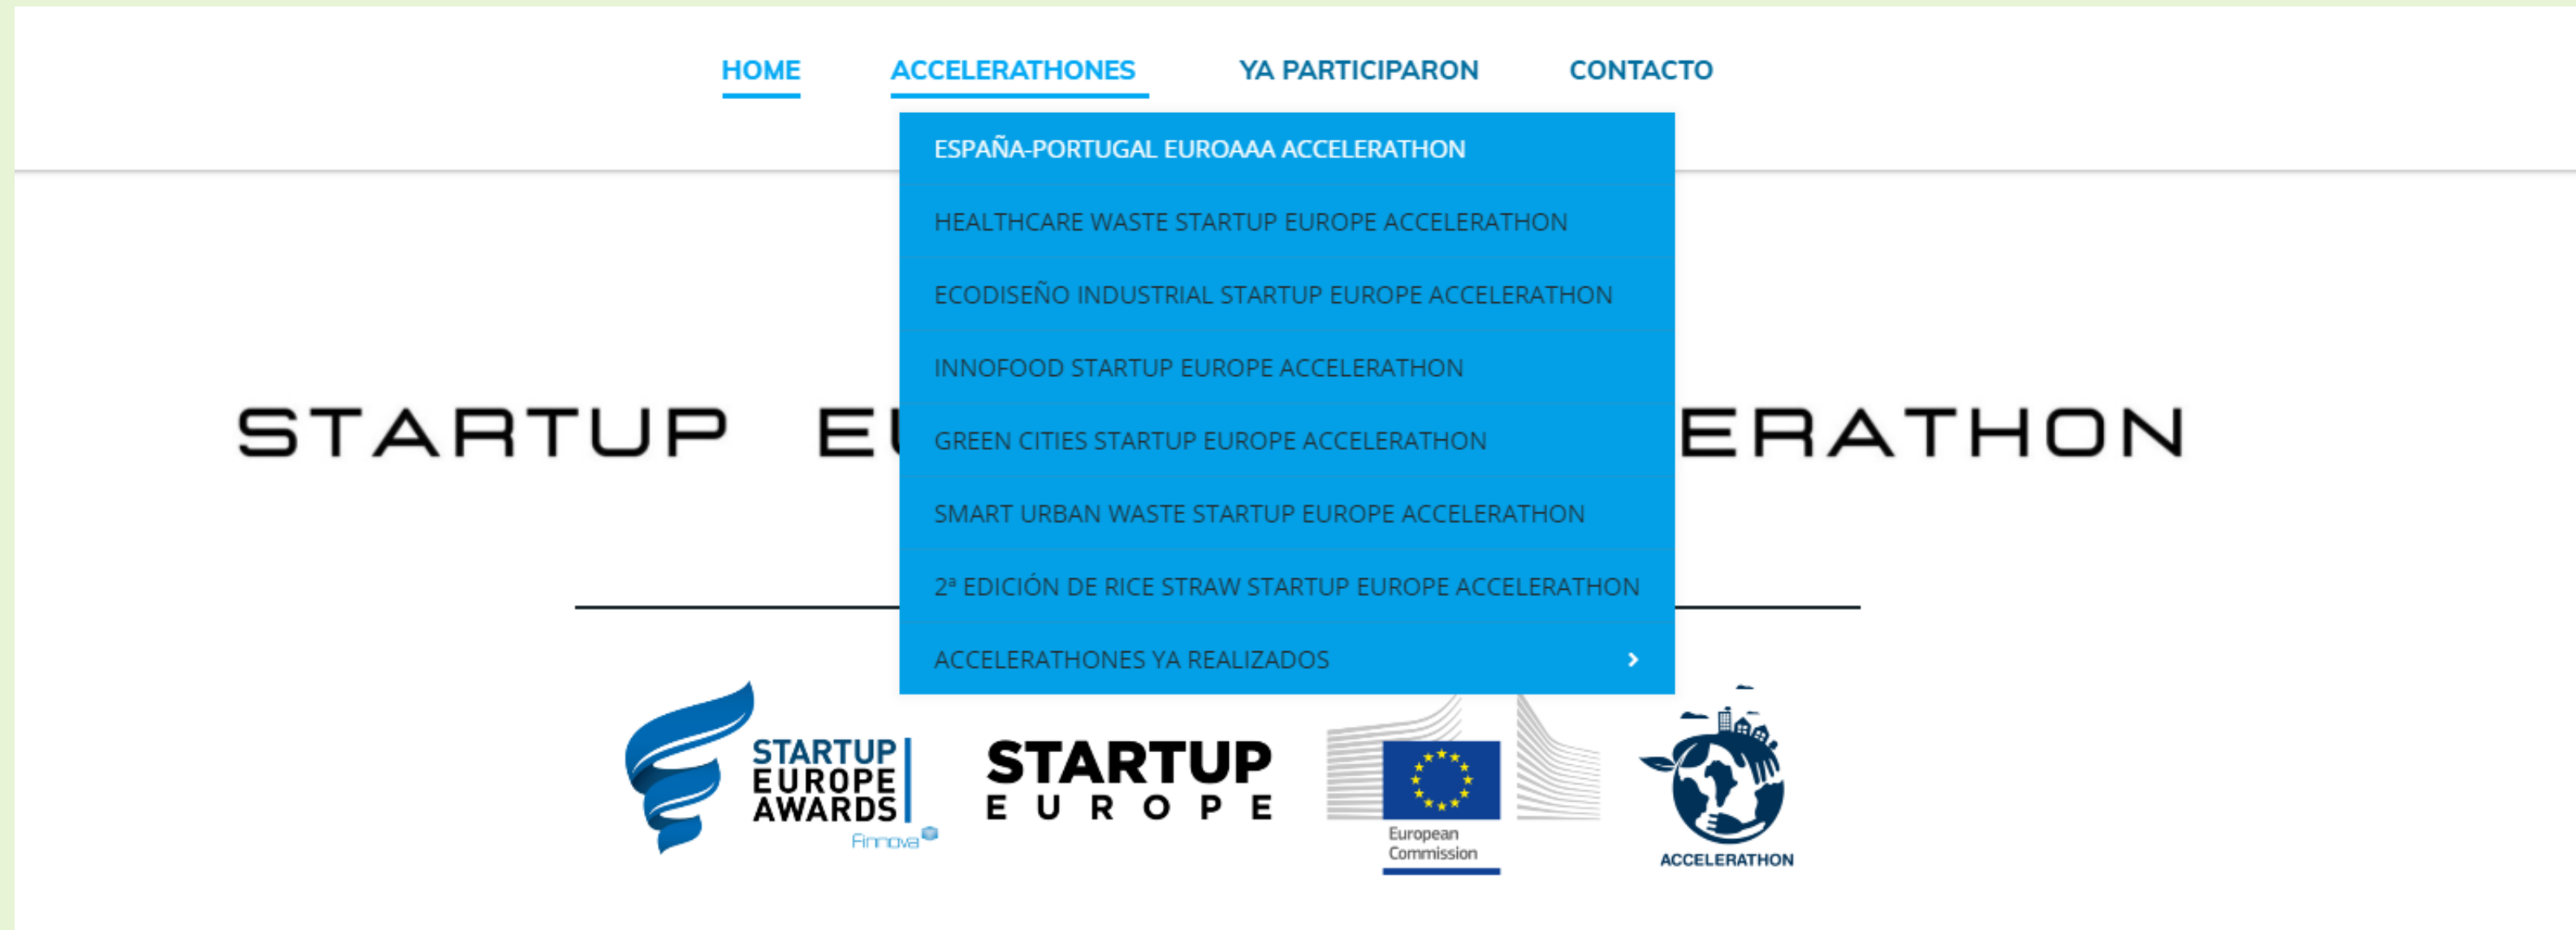 HOME ACCELERATHONES YA PARTICIPARON CONTACTO
ESPAÑA-PORTUGAL EUROAAA ACCELERATHON
HEALTHCARE WASTE STARTUP EUROPE ACCELERATHON
ECODISEÑO INDUSTRIAL STARTUP EUROPE ACCELERATHON
INNOFOOD STARTUP EUROPE ACCELERATHON
STARTUP
GREEN CITIES STARTUP EUROPE ACCELERATHON
ERATHON
SMART URBAN WASTE STARTUP EUROPE ACCELERATHON
2ª EDICIÓN DE RICE STRAW STARTUP EUROPE ACCELERATHON
ACCELERATHONES YA REALIZADOS
STARTUP
EUROPE
AWARDS
Finnova
STARTUP
EUROPE
European
Commission
ACCELERATHON